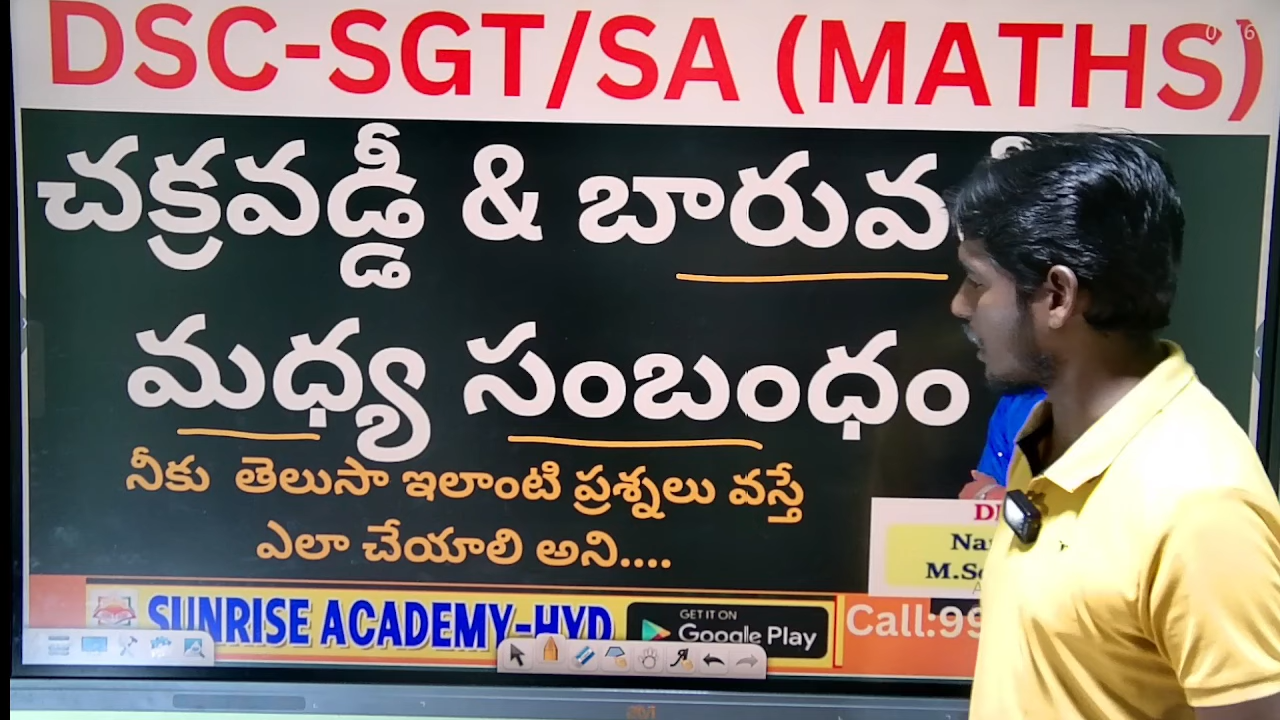 DSC-SGT/SA (MATHS)
చక్రవడ్డీ & బారువ
మధ్య సంబంధం
నీకు తెలుసా ఇలాంటి ప్రశ్నలు వస్తే
ఎలా చేయాలి అని....
SUNRISE ACADEMY-HYD
GET IT ON
Google Play
Call:99